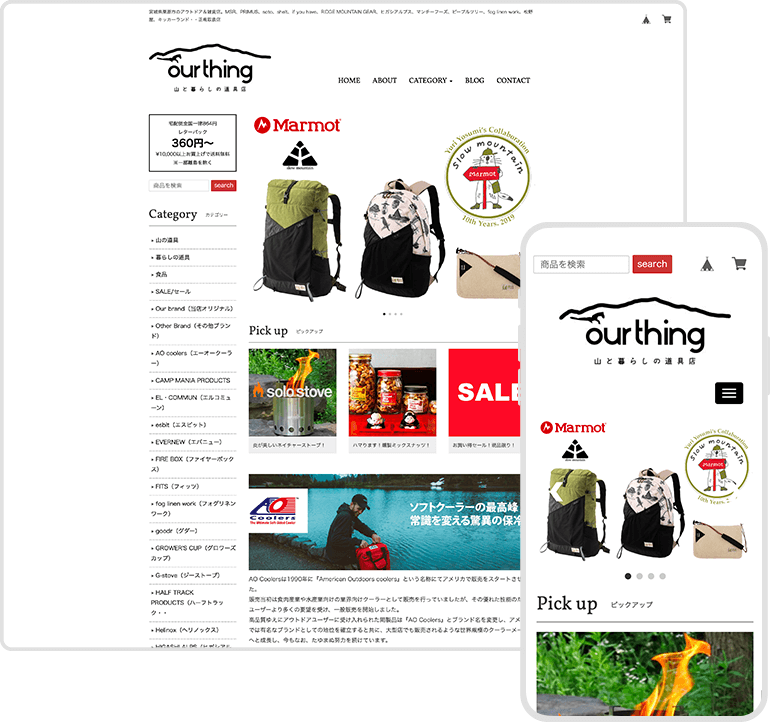 宮城県栗原市のアウトドア&雑貨店。MSR、PRIMUS、soto、shelt、if you have、RIDGE MOUNTAIN GEAR、ヒガシアルプス、マンチーフーズ、ピープルツリー、fog linen work、松野屋、キッカーランド・・正規取扱店
ourthing
山と暮らしの道具店
HOME
ABOUT
CATEGORY
BLOG
CONTACT
宅配便全国一律864円
レターパック
360円〜
¥10,000以上お買上げで送料無料
※一部離島を除く
商品を検索
search
Category カテゴリー
» 山の道具
» 暮らしの道具
» 食品
» SALE/セール
» Our brand（当店オリジナル）
» Other Brand（その他ブランド）
» AO coolers（エーオークーラー）
» CAMP MANIA PRODUCTS
» EL・COMMUN（エルコミューン）
» esbit（エスビット）
» EVERNEW（エバニュー）
» FIRE BOX（ファイヤーボックス）
» FITS（フィッツ）
» fog linen work（フォグリネンワーク）
» goodr（グダー）
» GROWER'S CUP（グロワーズカップ）
» G-stove（ジーストーブ）
» HALF TRACK PRODUCTS（ハーフトラック・・
» Helinox（ヘリノックス）
» HIGASHI ALPS（ヒガシアル
Marmot
slow mountain
Yuri Yosumi's Collaboration
Slow mountain
Marmot
10th Years. 2019
Pick up ピックアップ
solo stove
SALE
炎が美しいネイチャーストーブ！
ハマります！燻製ミックスナッツ！
お買い得セール！現品限り！
AO
Coolers
The Ultimate Soft-Sided Cooler
ソフトクーラーの最高峰
常識を変える驚異の保冷
AO Coolersは1990年に「American Outdoors coolers」という名称にてアメリカで販売をスタートさせ
た。
販売当初は食肉産業や水産業向けの業界向けクーラーとして販売を行っていましたが、その優れた技術の
ユーザーより多くの要望を受け、一般販売を開始しました。
高品質ゆえにアウトドアユーザーに受け入れられた同製品は「AO Coolers」とブランド名を変更し、アメ
では有名なブランドとしての地位を確立すると共に、大型店でも販売されるような世界規模のクーラーメー
へと成長し、今もなお、たゆまぬ努力を続けています。
商品を検索
search
ourthing
山と暮らしの道具店
Marmot
slow mountain
Yuri Yosumi's Collaboration
Slow mountain
Marmot
10th Years. 2
Pick up ピックアップ